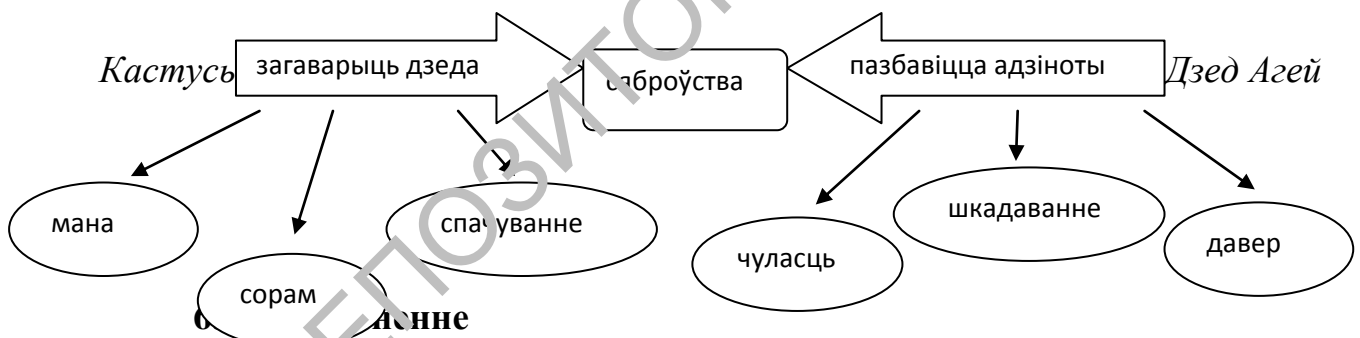 Кастусь загаварыць дзеда сяброўства пазбавіцца адзіноты Дзед Агей
мана
сорам
спачуванне
чуласць
шкадаванне
давер